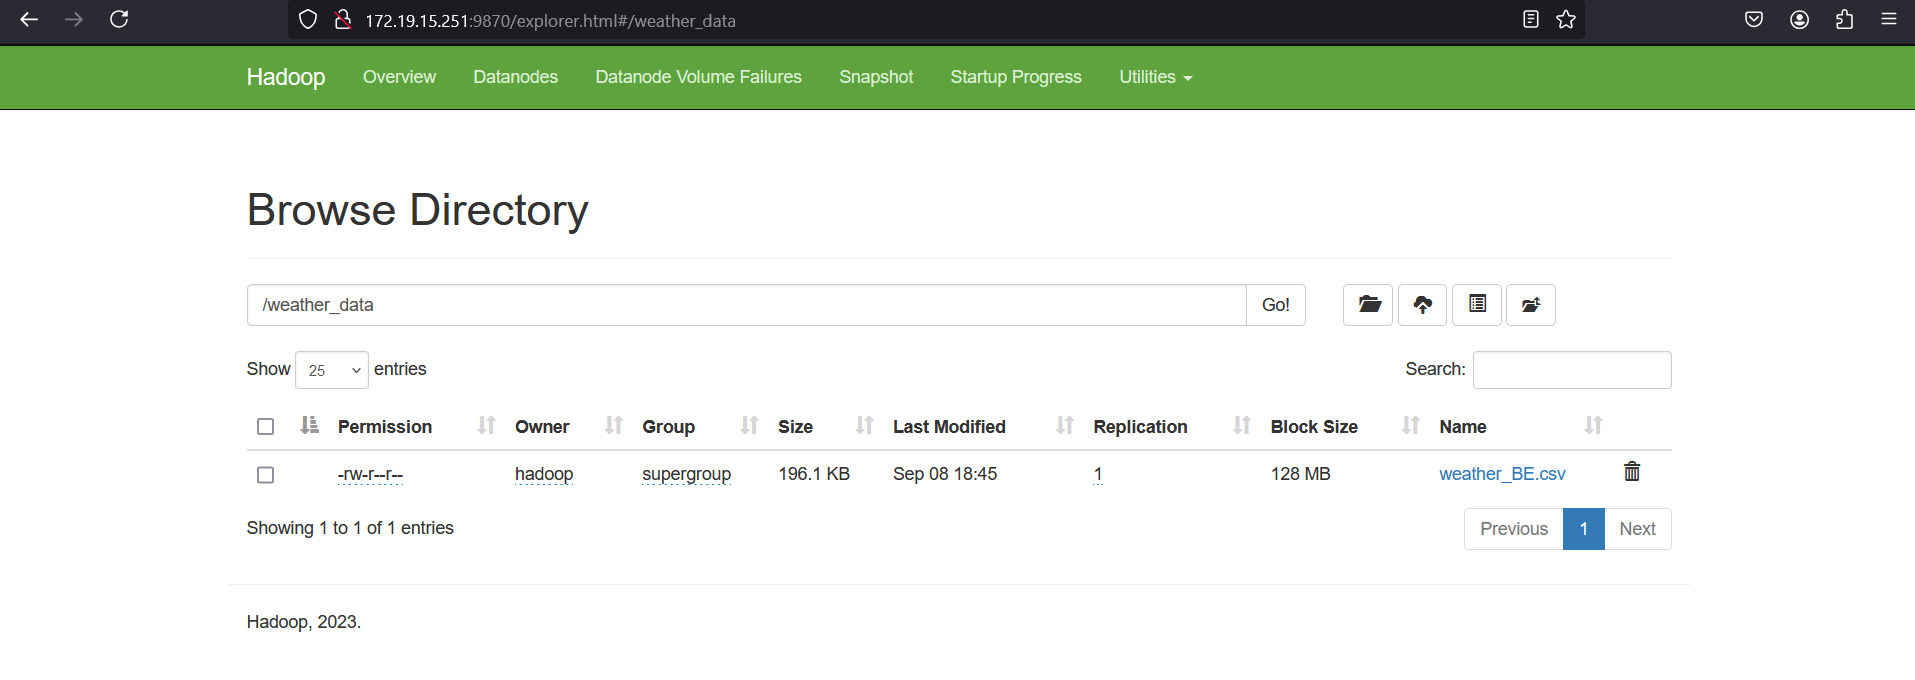 172.19.15.251:9870/explorer.html#/weather_data
Hadoop Overview Datanodes Datanode Volume Failures Snapshot Startup Progress Utilities
Browse Directory
/weather_data Go!
Show 25 entries Search:
Permission Owner Group Size Last Modified Replication Block Size Name
-rw-r--r-- hadoop supergroup 196.1 KB Sep 08 18:45 1 128 MB weather_BE.csv
Showing 1 to 1 of 1 entries Previous 1 Next
Hadoop, 2023.